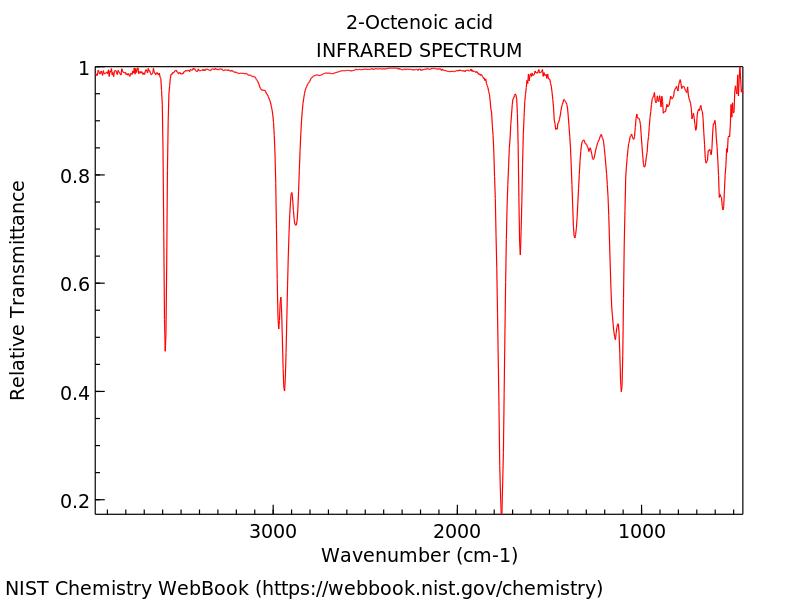 2-Octenoic acid
INFRARED SPECTRUM
1
0.8
0.6
0.4
0.2
Relative Transmittance
3000 2000 1000
Wavenumber (cm-1)
NIST Chemistry WebBook (https://webbook.nist.gov/chemistry)